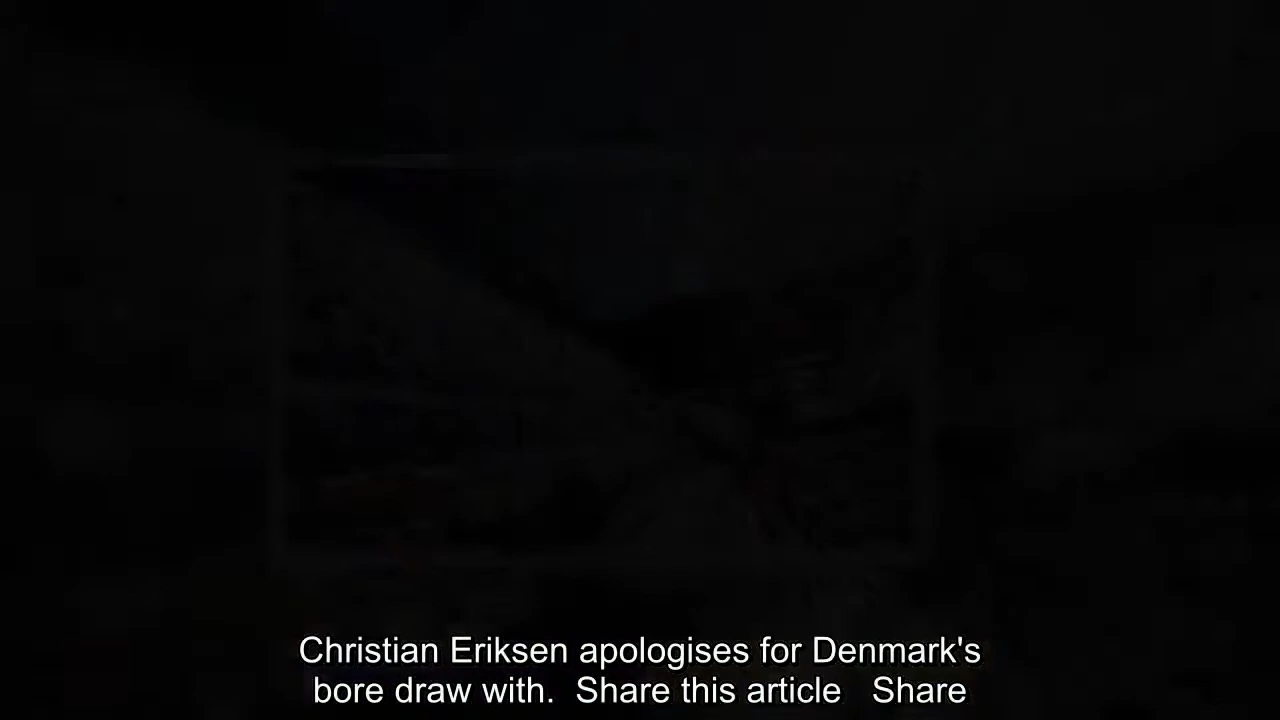 Christian Eriksen apologises for Denmark's
bore draw with.  Share this article   Share